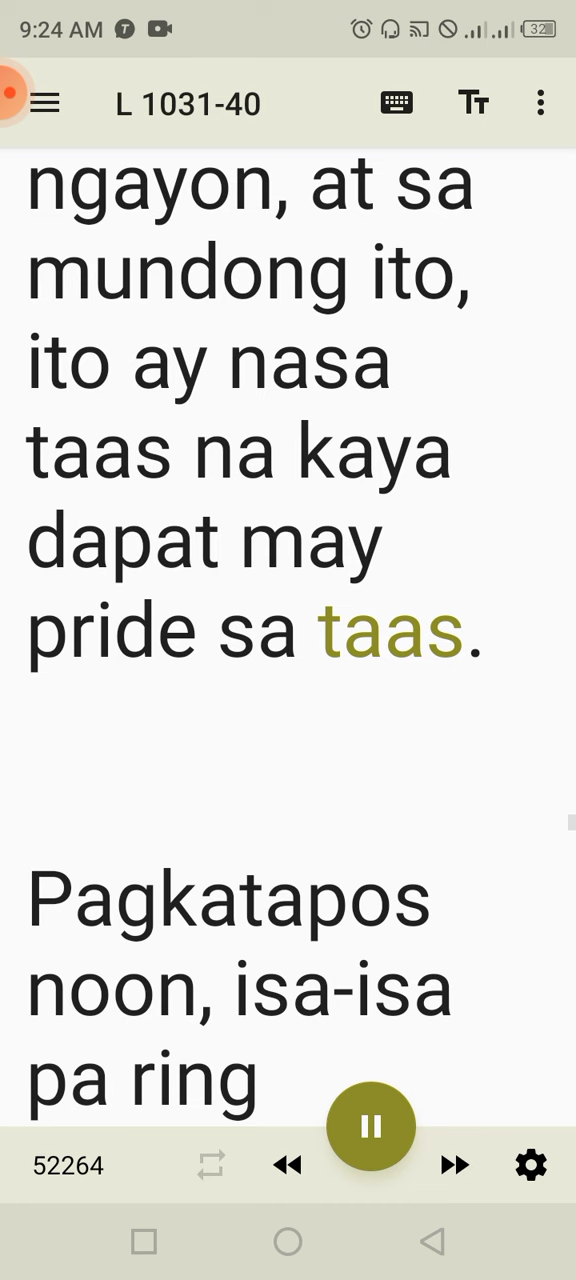 9:24 AM
32
L 1031-40
ngayon, at sa
mundong ito,
ito ay nasa
taas na kaya
dapat may
pride sa taas.
Pagkatapos
noon, isa-isa
pa ring
52264